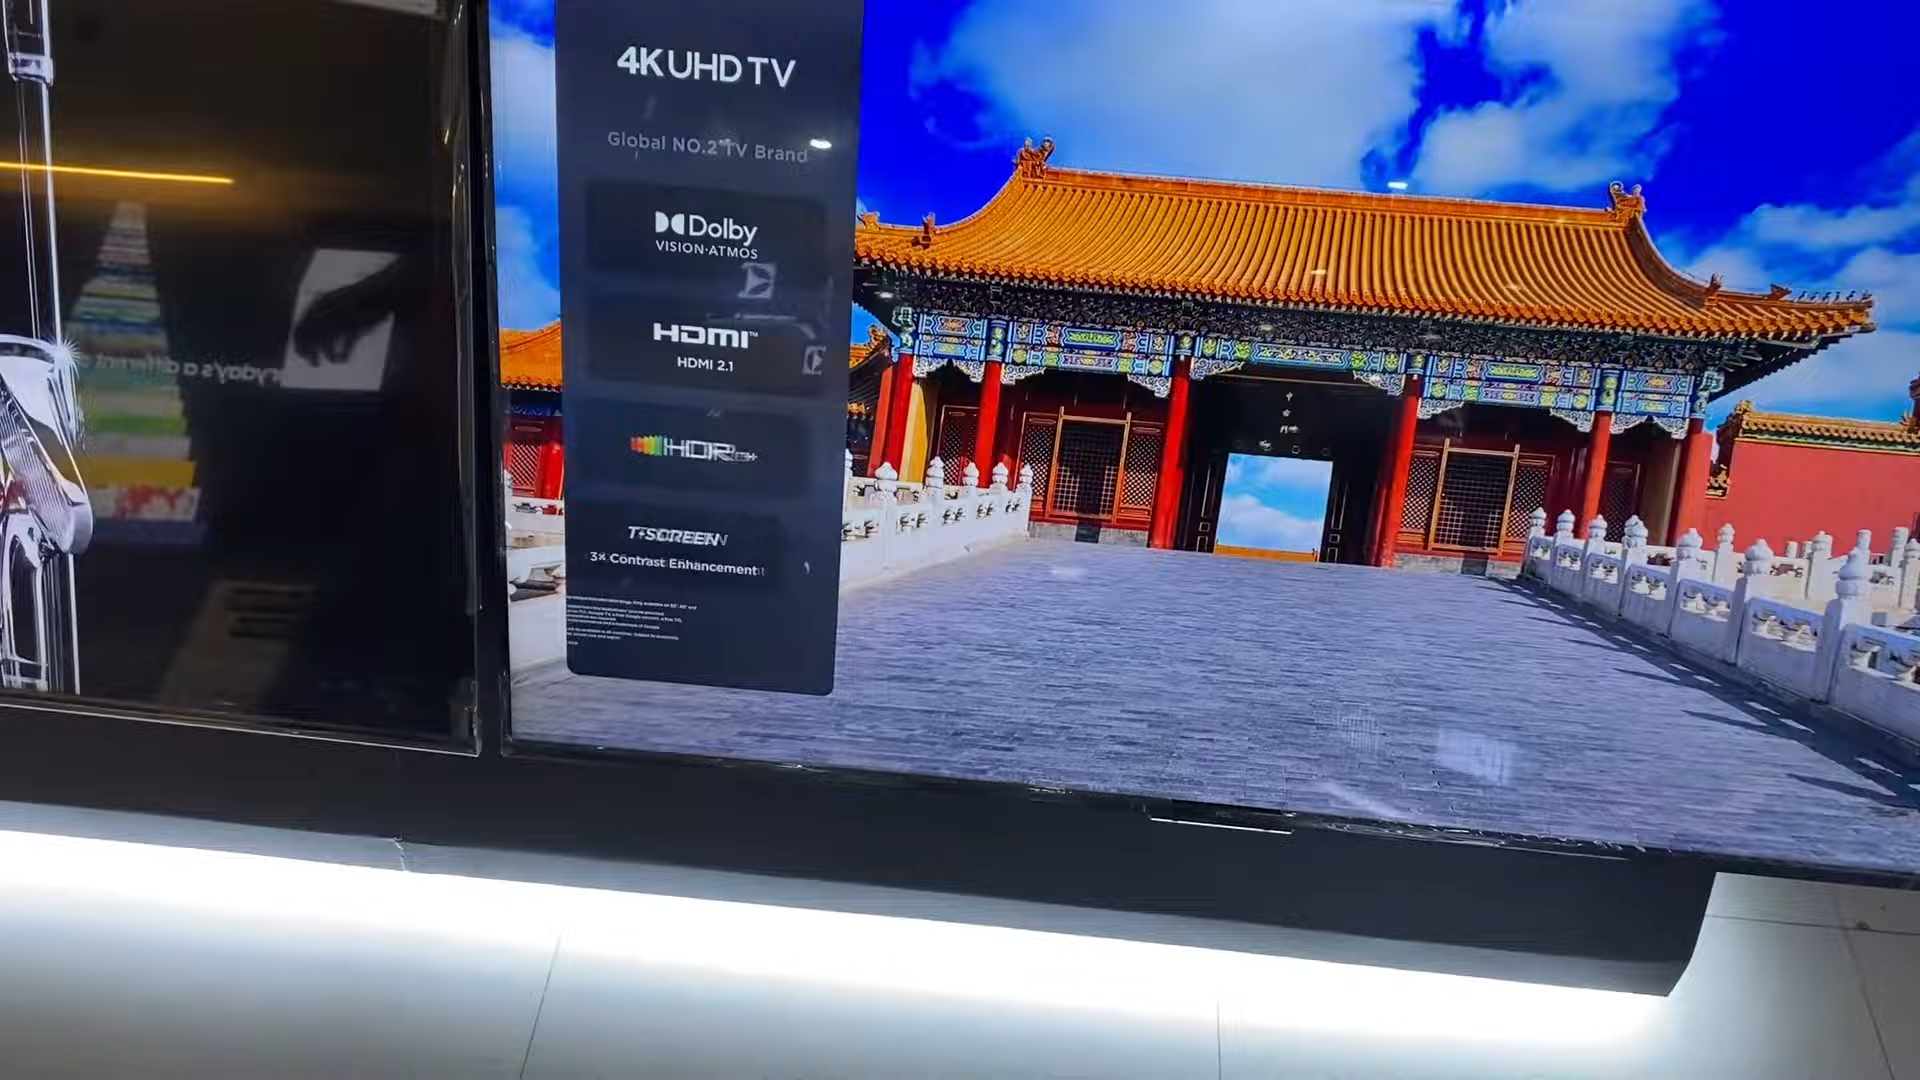 4K UHD TV
Global NO.2 TV Brand
Dolby
VISION·ATMOS
HDMI™
HDMI 2.1
HDR
T-SCREEN
3× Contrast Enhancement